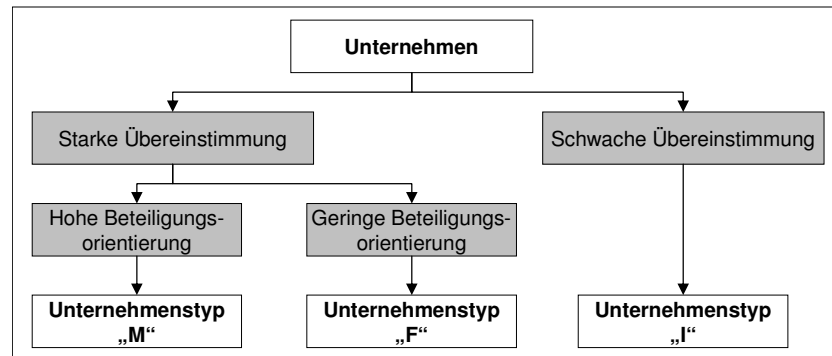 Unternehmen
Starke Übereinstimmung
Schwache Übereinstimmung
Hohe Beteiligungs-
orientierung
Geringe Beteiligungs-
orientierung
Unternehmenstyp
„M“
Unternehmenstyp
„F“
Unternehmenstyp
„I“